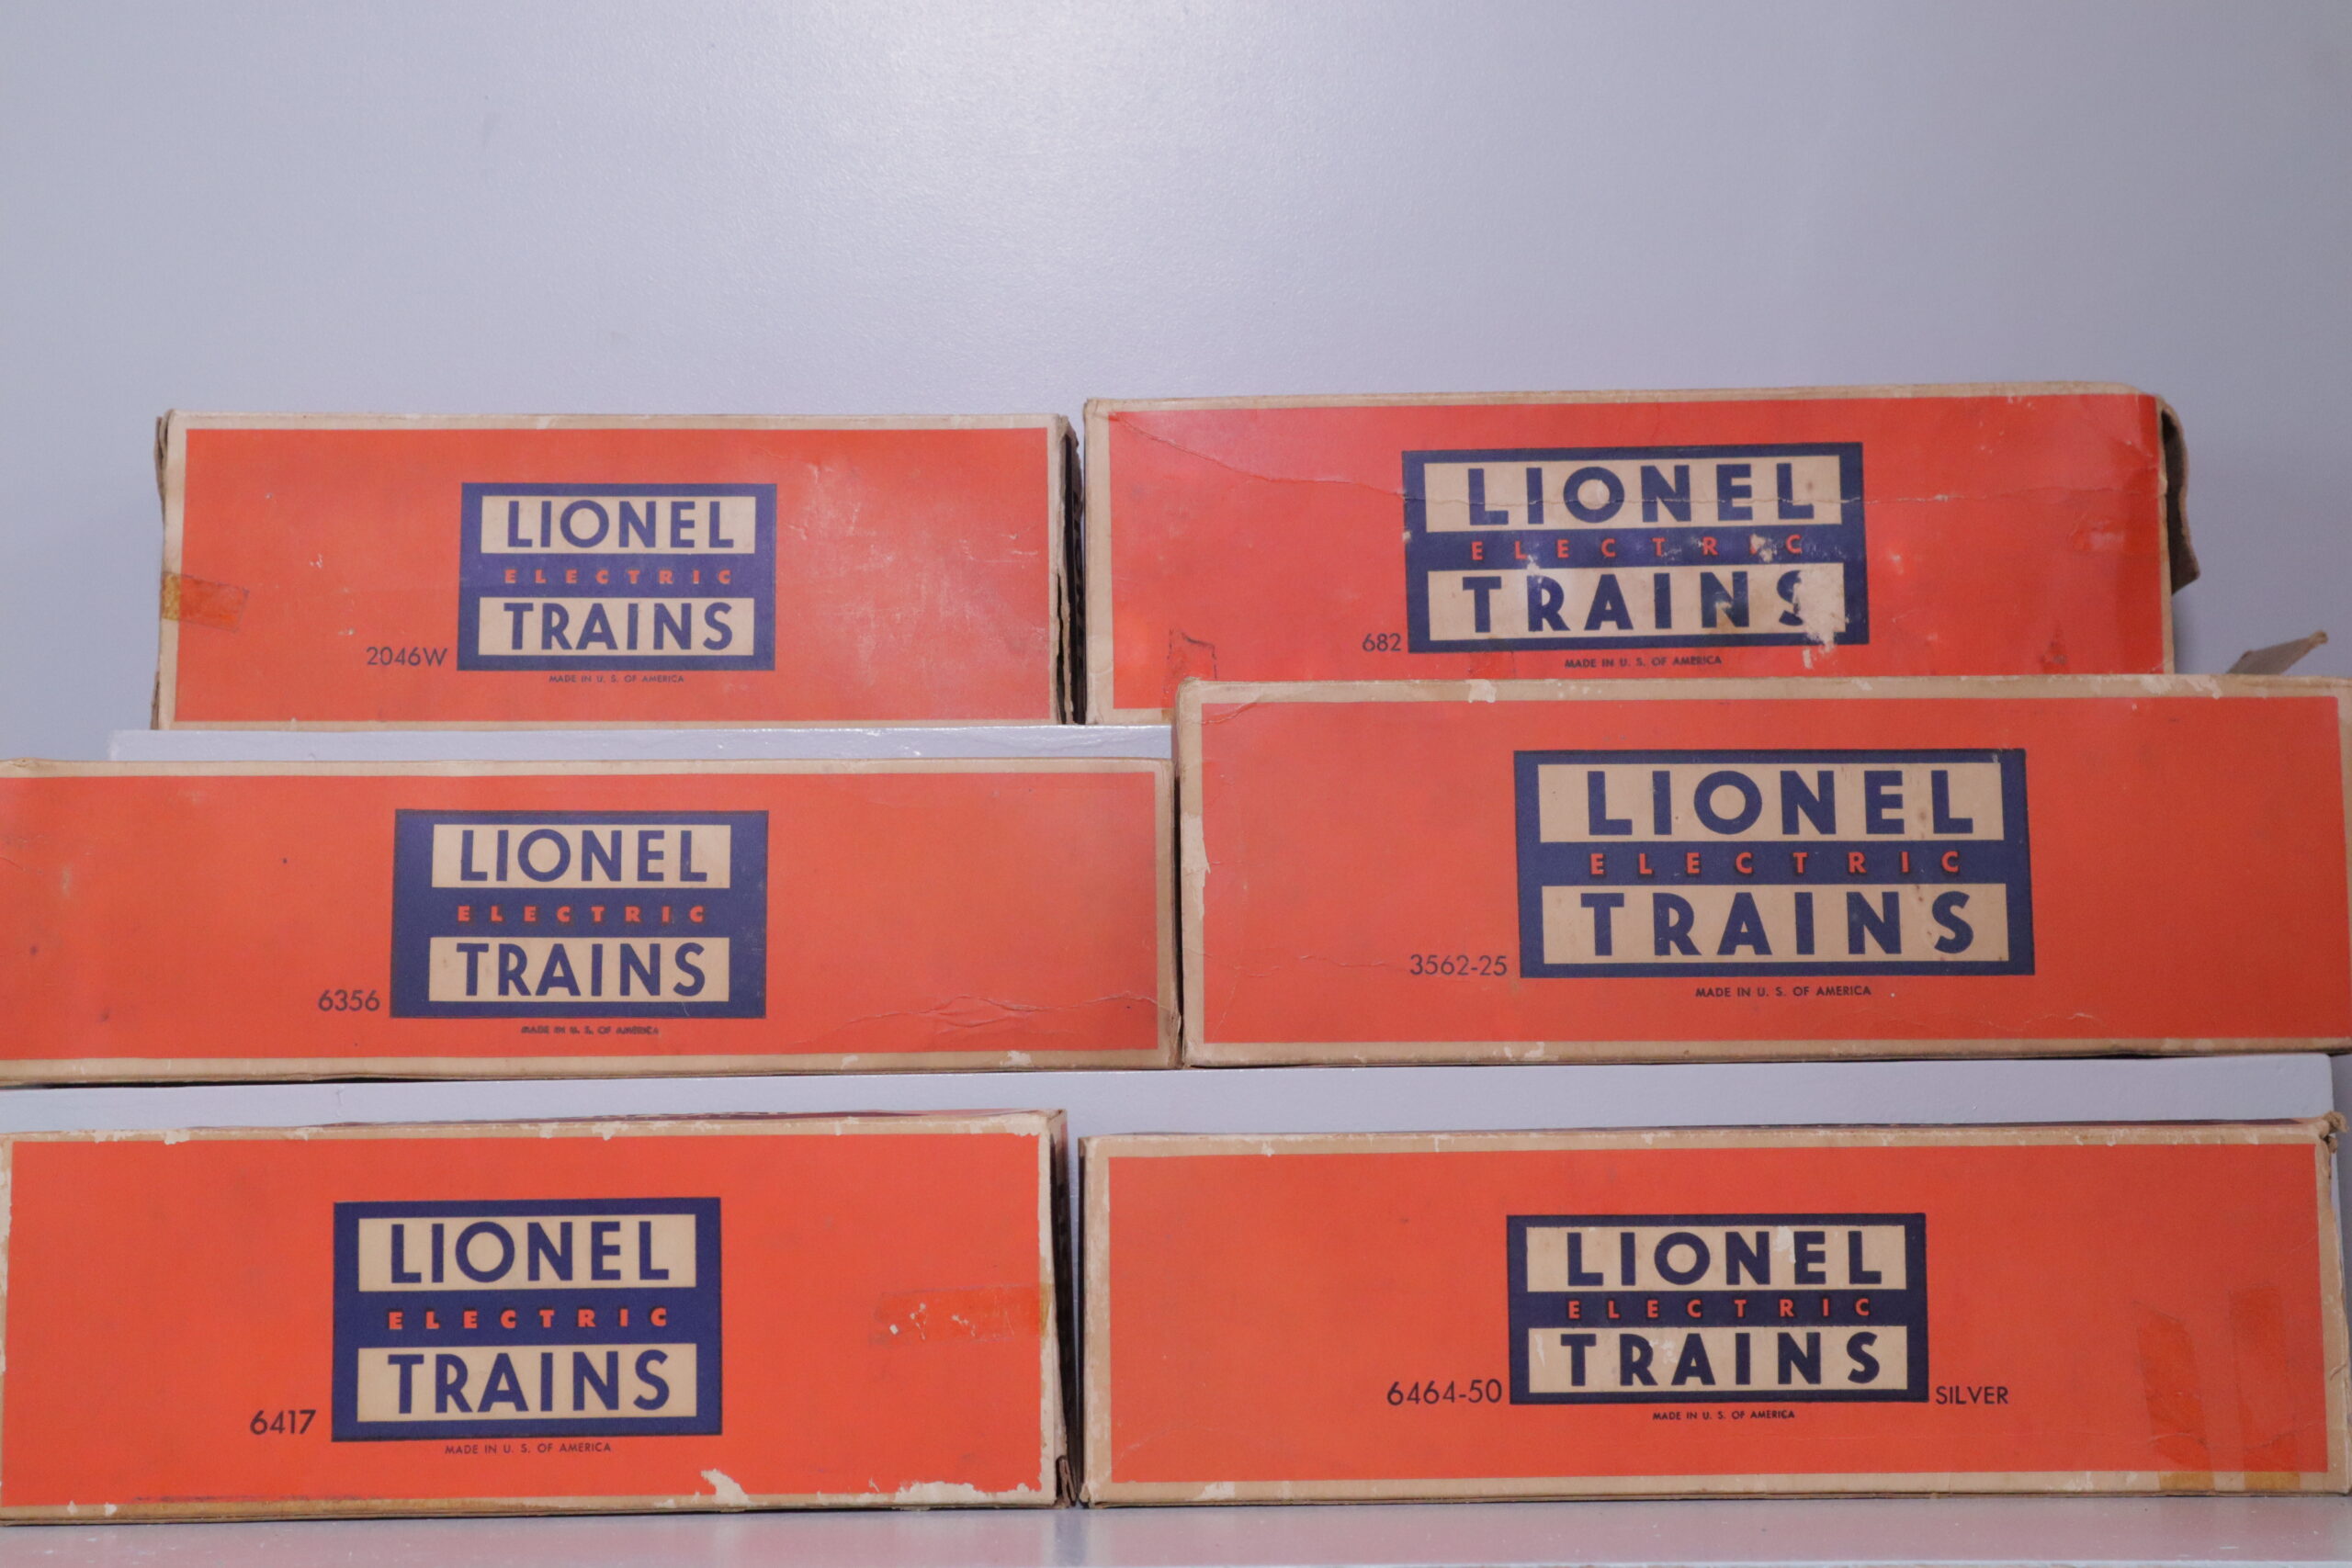 LIONEL
ELECTRIC
TRAINS
2046W
MADE IN U. S. OF AMERICA
LIONEL
ELECTRIC
TRAINS
682
MADE IN U. S. OF AMERICA
LIONEL
ELECTRIC
TRAINS
6356
MADE IN U. S. OF AMERICA
LIONEL
ELECTRIC
TRAINS
3562-25
MADE IN U. S. OF AMERICA
LIONEL
ELECTRIC
TRAINS
6417
MADE IN U. S. OF AMERICA
LIONEL
ELECTRIC
TRAINS
6464-50 SILVER
MADE IN U. S. OF AMERICA